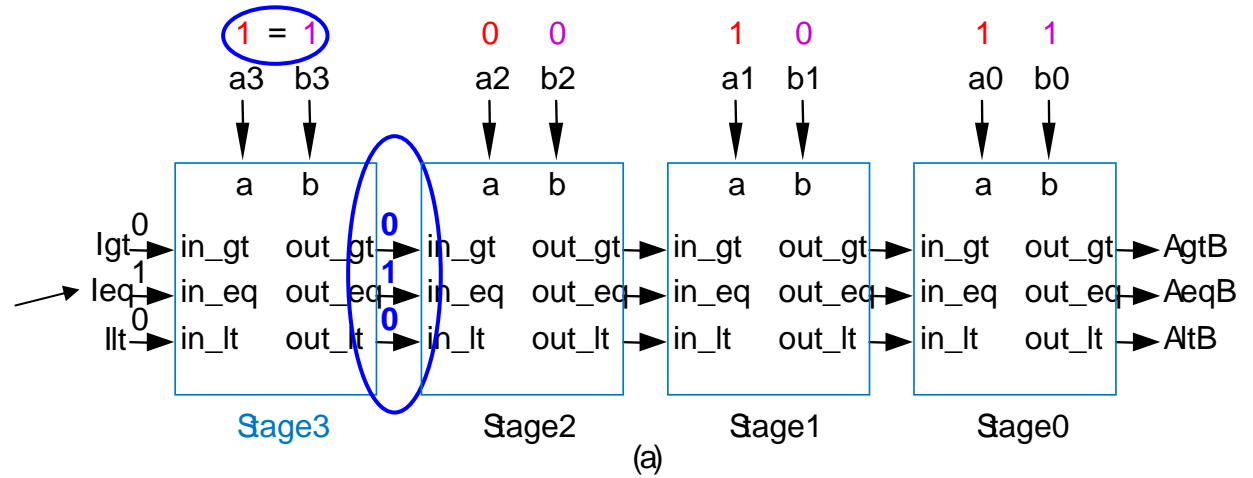 1 = 1 0 0 1 0 1 1
a3 b3 a2 b2 a1 b1 a0 b0
a b a b a b a b
0 0
Igt in_gt out_gt in_gt out_gt in_gt out_gt in_gt out_gt AgtB
1 1
Ieq in_eq out_eq in_eq out_eq in_eq out_eq in_eq out_eq AeqB
0 0
Ilt in_lt out_lt in_lt out_lt in_lt out_lt in_lt out_lt AltB
Stage3 Stage2 Stage1 Stage0
(a)